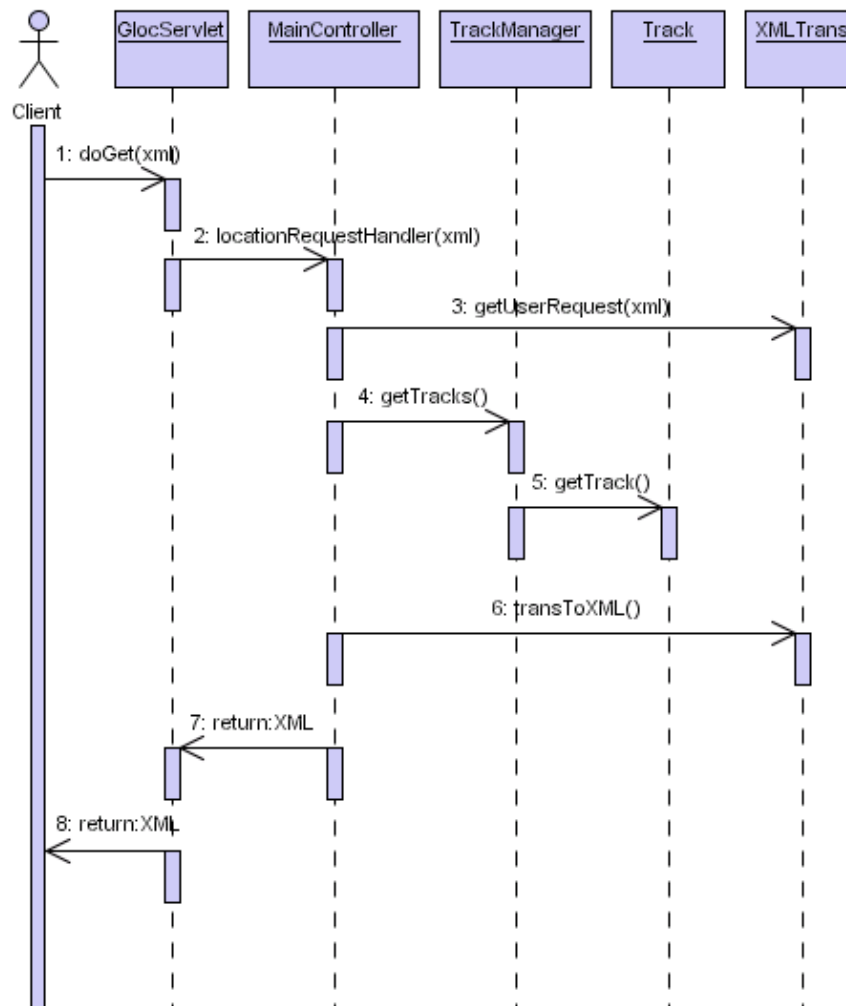 GlocServlet
MainController
TrackManager
Track
XMLTrans
Client
1: doGet(xml)
2: locationRequestHandler(xml)
3: getUserRequest(xml)
4: getTracks()
5: getTrack()
6: transToXML()
7: return:XML
8: return:XML